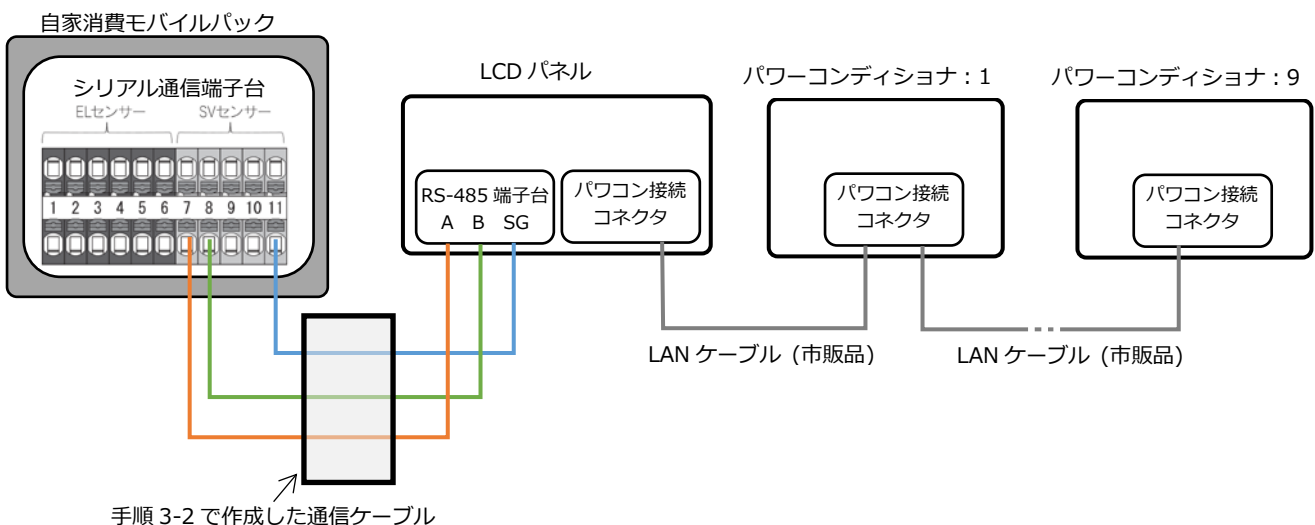 自家消費モバイルパック
シリアル通信端子台
ELセンサー SVセンサー
1 2 3 4 5 6 7 8 9 10 11
LCD パネル
RS-485 端子台
A B SG
パワコン接続
コネクタ
パワーコンディショナ：1
パワコン接続
コネクタ
パワーコンディショナ：9
パワコン接続
コネクタ
LAN ケーブル (市販品)
LAN ケーブル (市販品)
手順 3-2 で作成した通信ケーブル